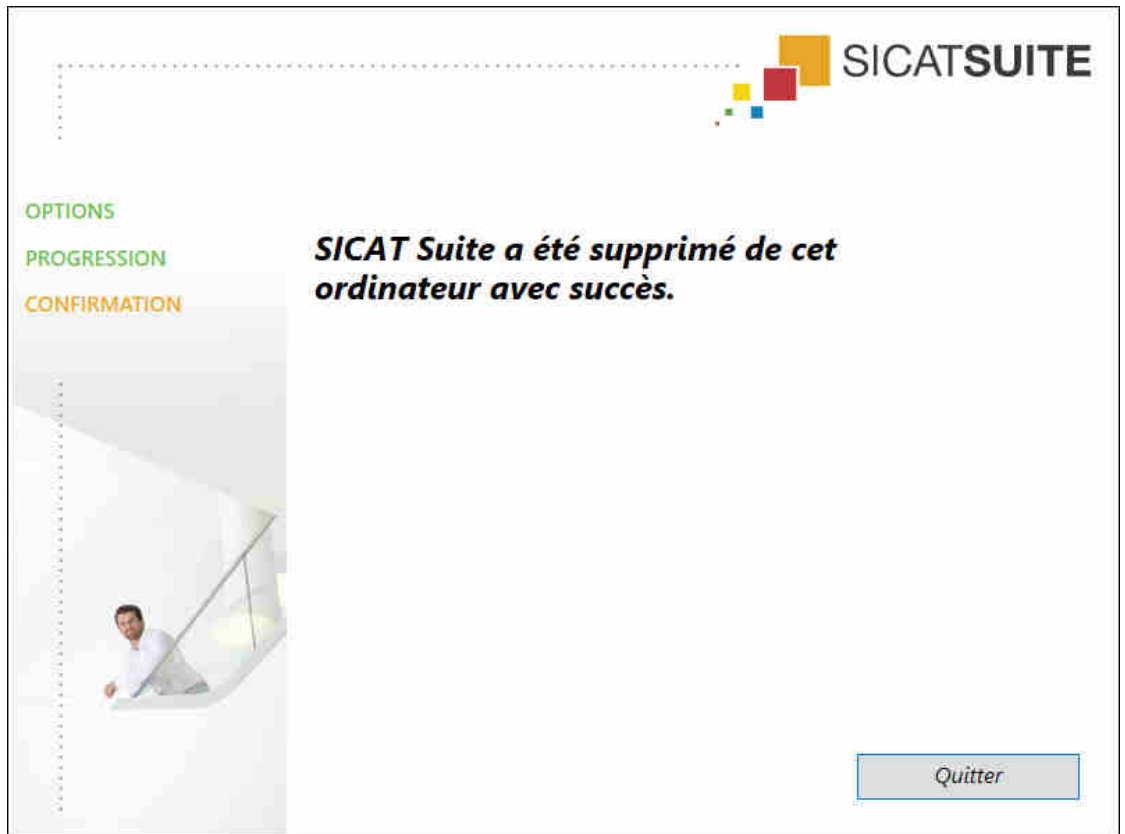 SICATSUITE
OPTIONS
PROGRESSION
CONFIRMATION
SICAT Suite a été supprimé de cet
ordinateur avec succès.
Quitter